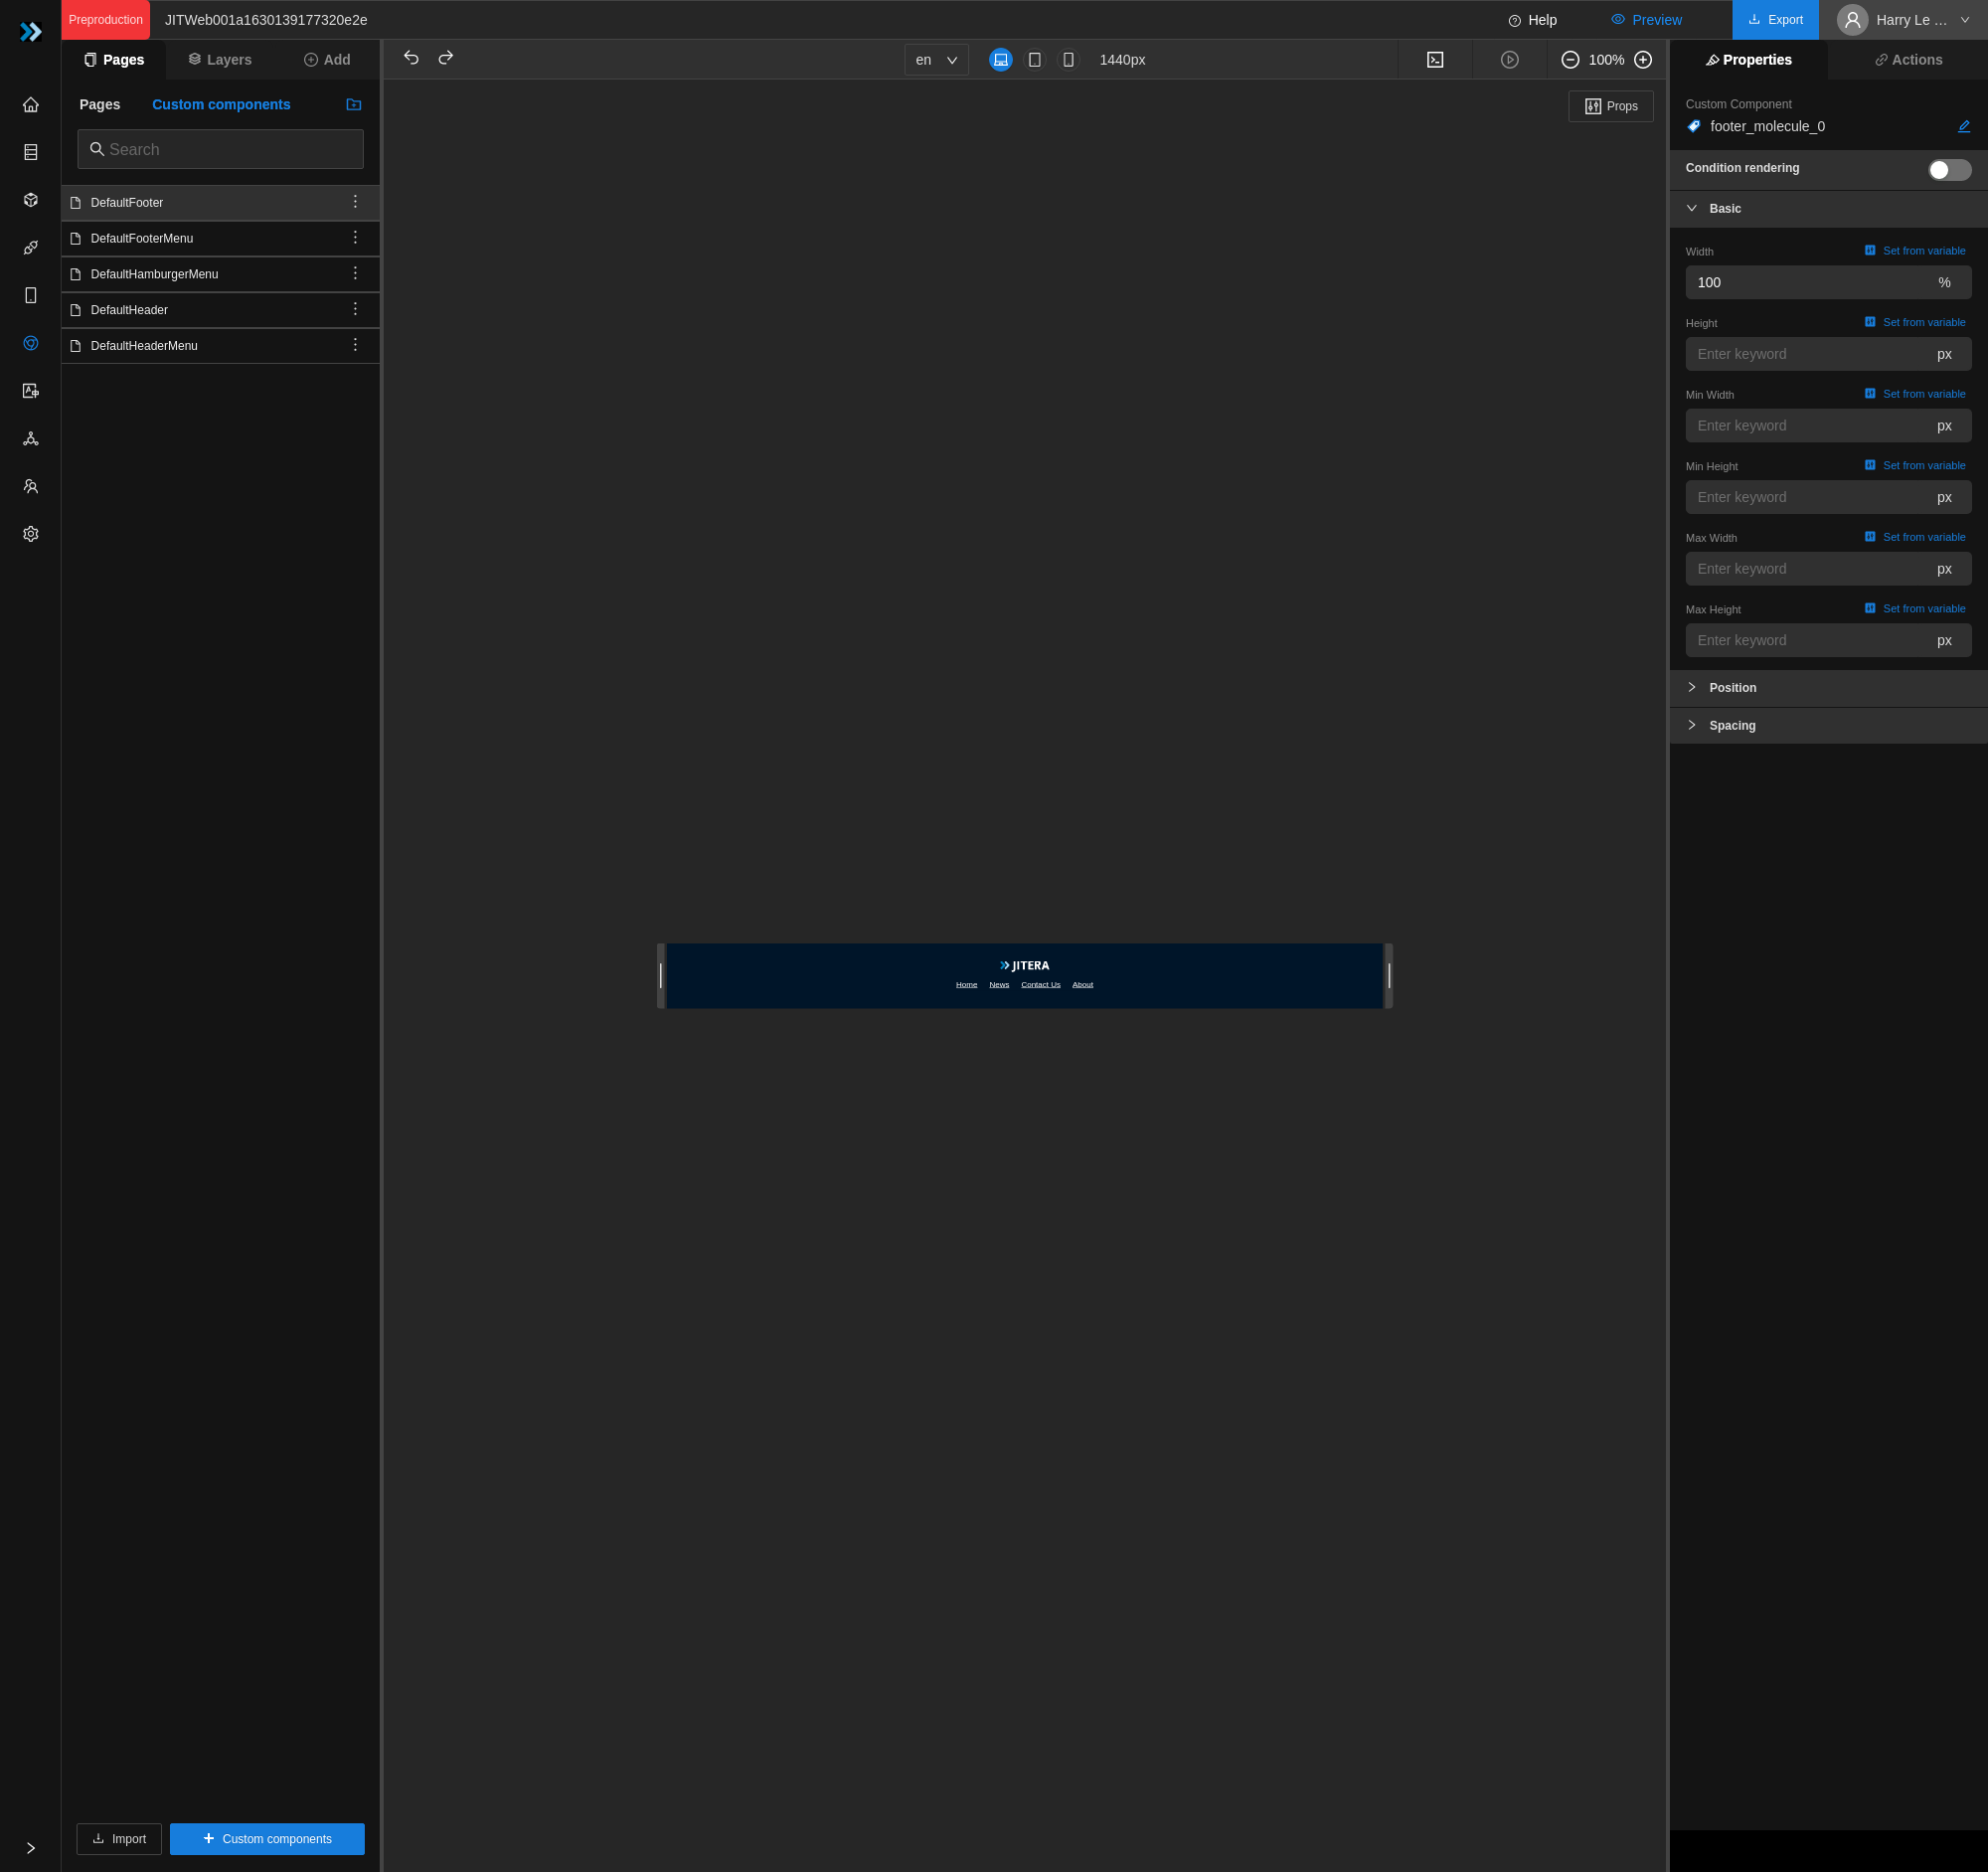 Preproduction
JITWeb001a1630139177320e2e
Help
Preview
Export
Harry Le ...
Pages
Layers
Add
en
1440px
100%
Properties
Actions
Pages
Custom components
Search
DefaultFooter
DefaultFooterMenu
DefaultHamburgerMenu
DefaultHeader
DefaultHeaderMenu
Props
JITERA
Home News Contact Us About
Custom Component
footer_molecule_0
Condition rendering
Basic
Width Set from variable
100 %
Height Set from variable
Enter keyword px
Min Width Set from variable
Enter keyword px
Min Height Set from variable
Enter keyword px
Max Width Set from variable
Enter keyword px
Max Height Set from variable
Enter keyword px
Position
Spacing
Import
Custom components